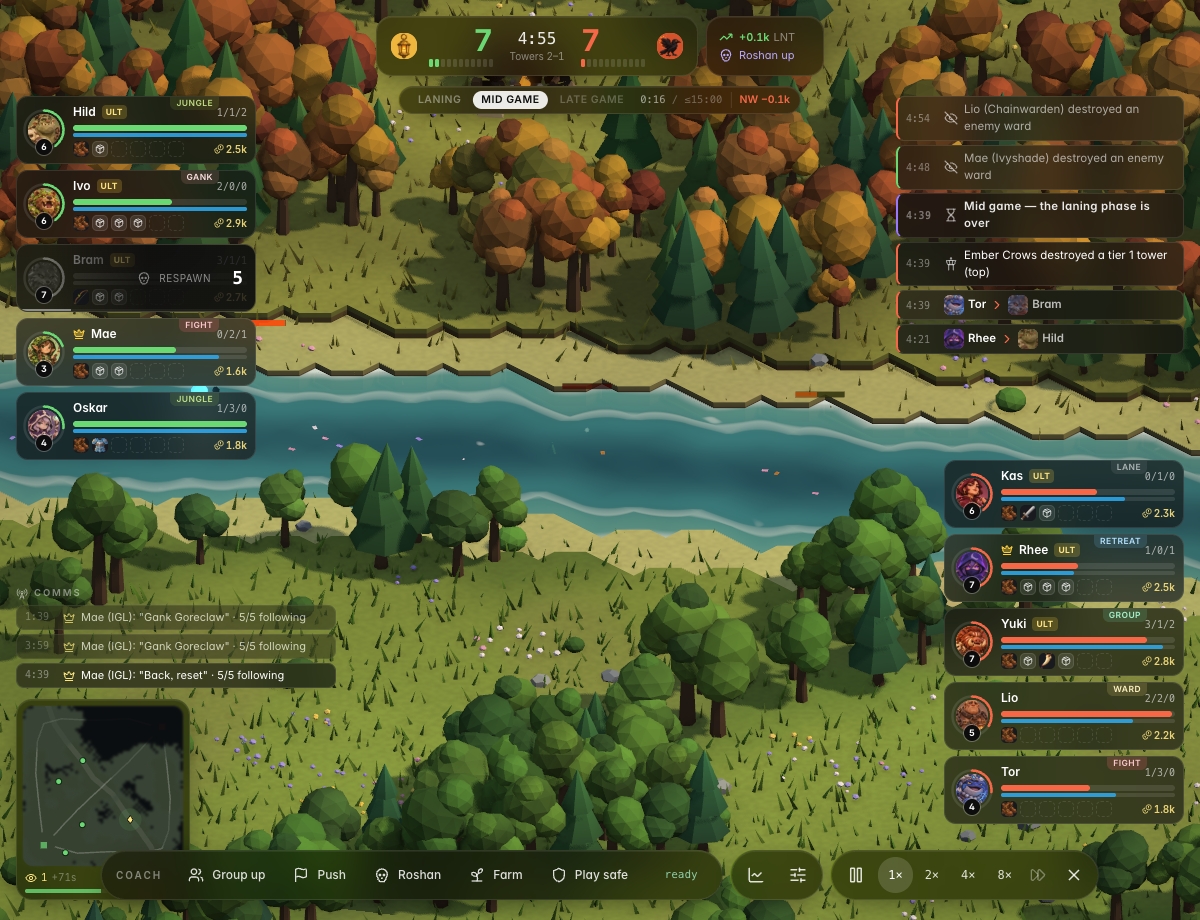 7 4:55 7
Towers 2–1
+0.1k LNT
Roshan up
LANING MID GAME LATE GAME 0:16 / ≤15:00 NW −0.1k
JUNGLE
Hild ULT 1/1/2
6 2.5k
GANK
Ivo ULT 2/0/0
6 2.9k
Bram ULT 3/1/1
RESPAWN 5
7 2.7k
FIGHT
Mae 0/2/1
3 1.6k
JUNGLE
Oskar 1/3/0
4 1.8k
4:54 Lio (Chainwarden) destroyed an
enemy ward
4:48 Mae (Ivyshade) destroyed an enemy
ward
4:39 Mid game — the laning phase is
over
4:39 Ember Crows destroyed a tier 1 tower
(top)
4:39 Tor Bram
4:21 Rhee Hild
LANE
Kas ULT 0/1/0
6 2.3k
RETREAT
Rhee ULT 1/0/1
7 2.5k
GROUP
Yuki ULT 3/1/2
7 2.8k
WARD
Lio 2/2/0
5 2.2k
FIGHT
Tor 1/3/0
4 1.8k
COMMS
1:39 Mae (IGL): "Gank Goreclaw" · 5/5 following
3:59 Mae (IGL): "Gank Goreclaw" · 5/5 following
4:39 Mae (IGL): "Back, reset" · 5/5 following
1 +71s
COACH Group up Push Roshan Farm Play safe ready
1× 2× 4× 8×